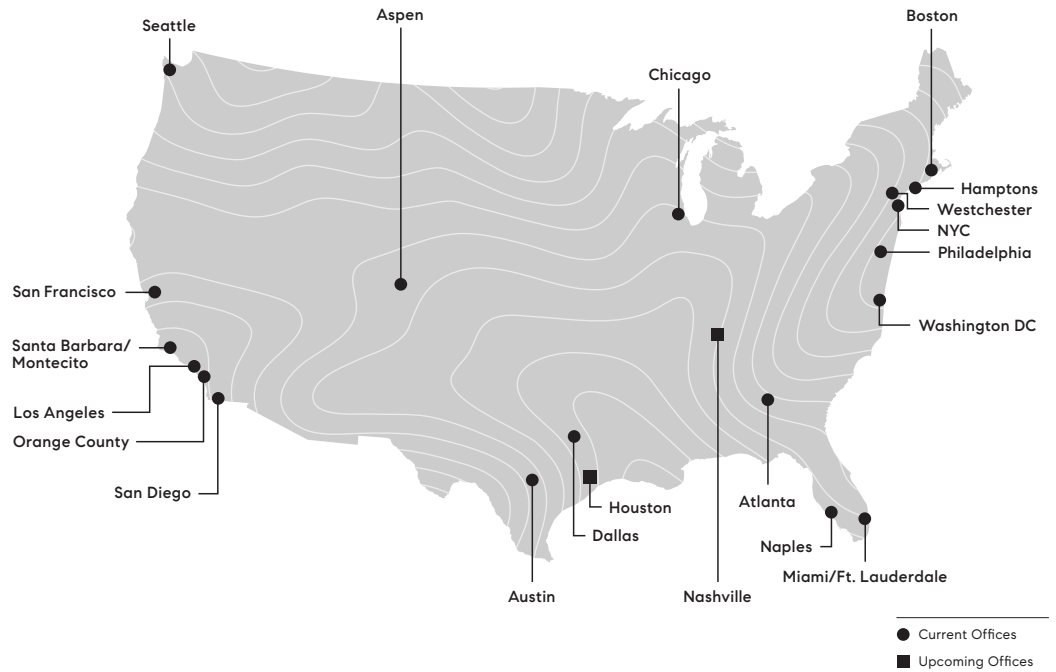 Aspen
Boston
Seattle
Chicago
Hamptons
Westchester
NYC
Philadelphia
San Francisco
Washington DC
Santa Barbara/
Montecito
Los Angeles
Orange County
San Diego
Atlanta
Houston
Dallas
Naples
Miami/Ft. Lauderdale
Austin
Nashville
Current Offices
Upcoming Offices